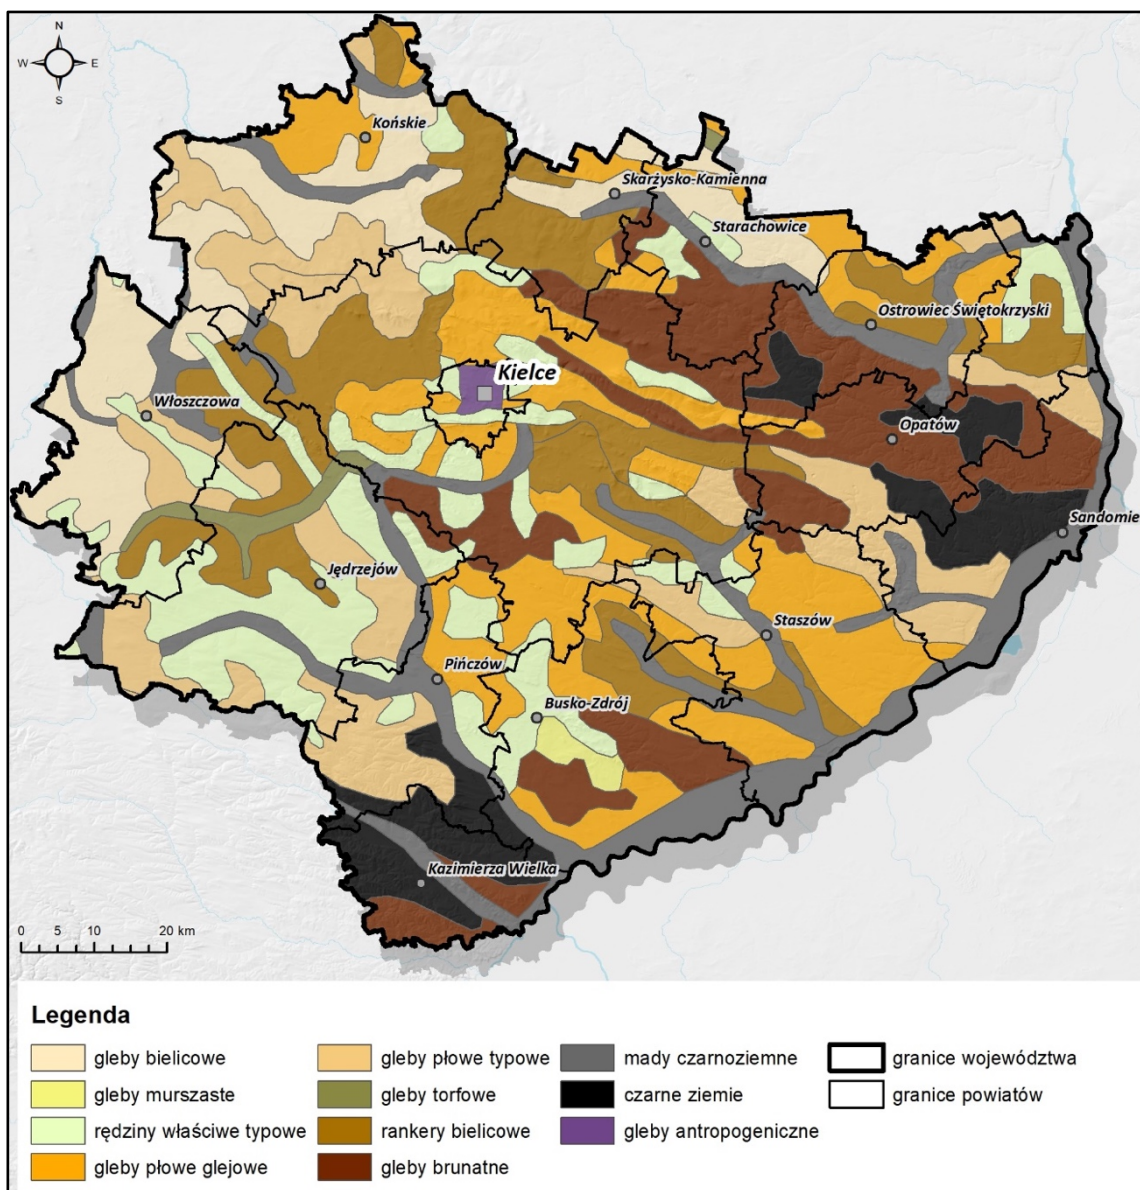 N
W E
S
Końskie
Skarżysko-Kamienna
Starachowice
Ostrowiec Świętokrzyski
Kielce
Włoszczowa
Opatów
Sandomie
Jędrzejów
Staszów
Pińczów
Busko-Zdrój
Kazimierza Wielka
0 5 10 20 km
Legenda
gleby bielicowe gleby płowe typowe mady czarnoziemne granice województwa
gleby murszaste gleby torfowe czarne ziemie granice powiatów
rędziny właściwe typowe rankery bielicowe gleby antropogeniczne
gleby płowe glejowe gleby brunatne